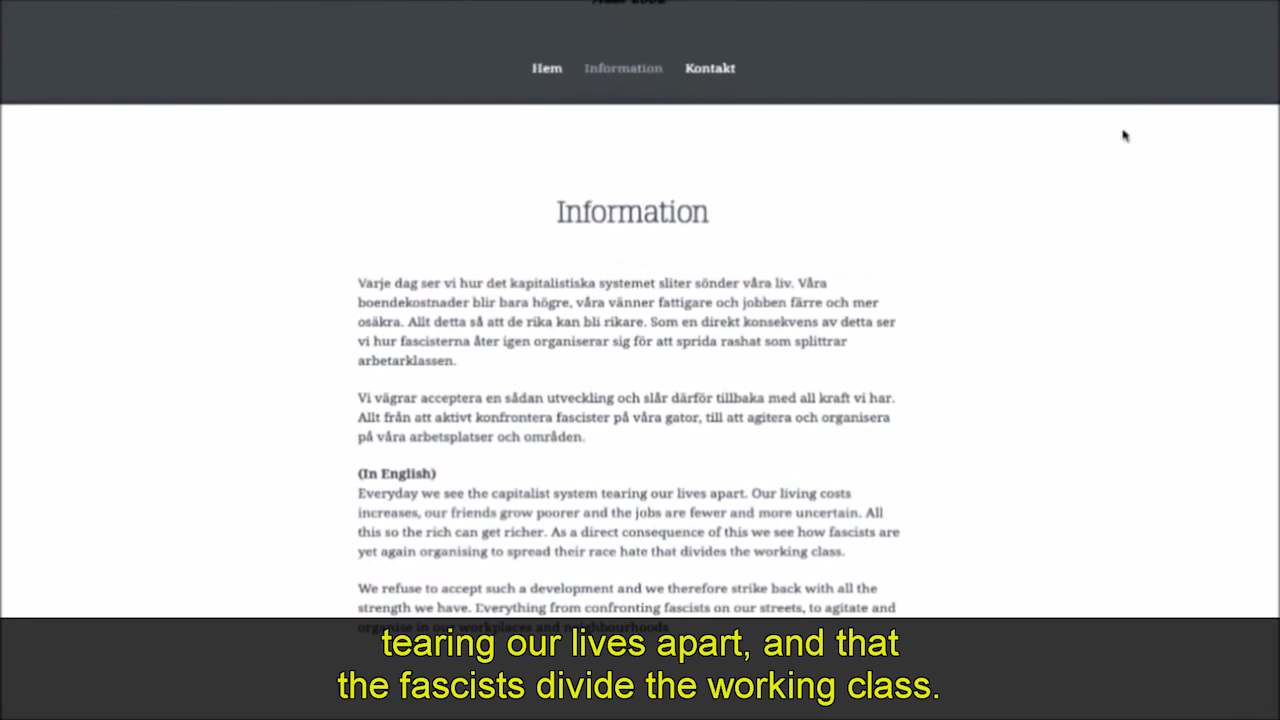 Hem Information Kontakt
Information
Varje dag ser vi hur det kapitalistiska systemet sliter sönder våra liv. Våra
boendekostnader blir bara högre, våra vänner fattigare och jobben färre och mer
osäkra. Allt detta så att de rika kan bli rikare. Som en direkt konsekvens av detta ser
vi hur fascisterna åter igen organiserar sig för att sprida rashat som splittrar
arbetarklassen.
Vi vägrar acceptera en sådan utveckling och slår därför tillbaka med all kraft vi har.
Allt från att aktivt konfrontera fascister på våra gator, till att agitera och organisera
på våra arbetsplatser och områden.
(In English)
Everyday we see the capitalist system tearing our lives apart. Our living costs
increases, our friends grow poorer and the jobs are fewer and more uncertain. All
this so the rich can get richer. As a direct consequence of this we see how fascists are
yet again organising to spread their race hate that divides the working class.
We refuse to accept such a development and we therefore strike back with all the
strength we have. Everything from confronting fascists on our streets, to agitate and
organise in our workplaces and neighbourhoods
tearing our lives apart, and that
the fascists divide the working class.